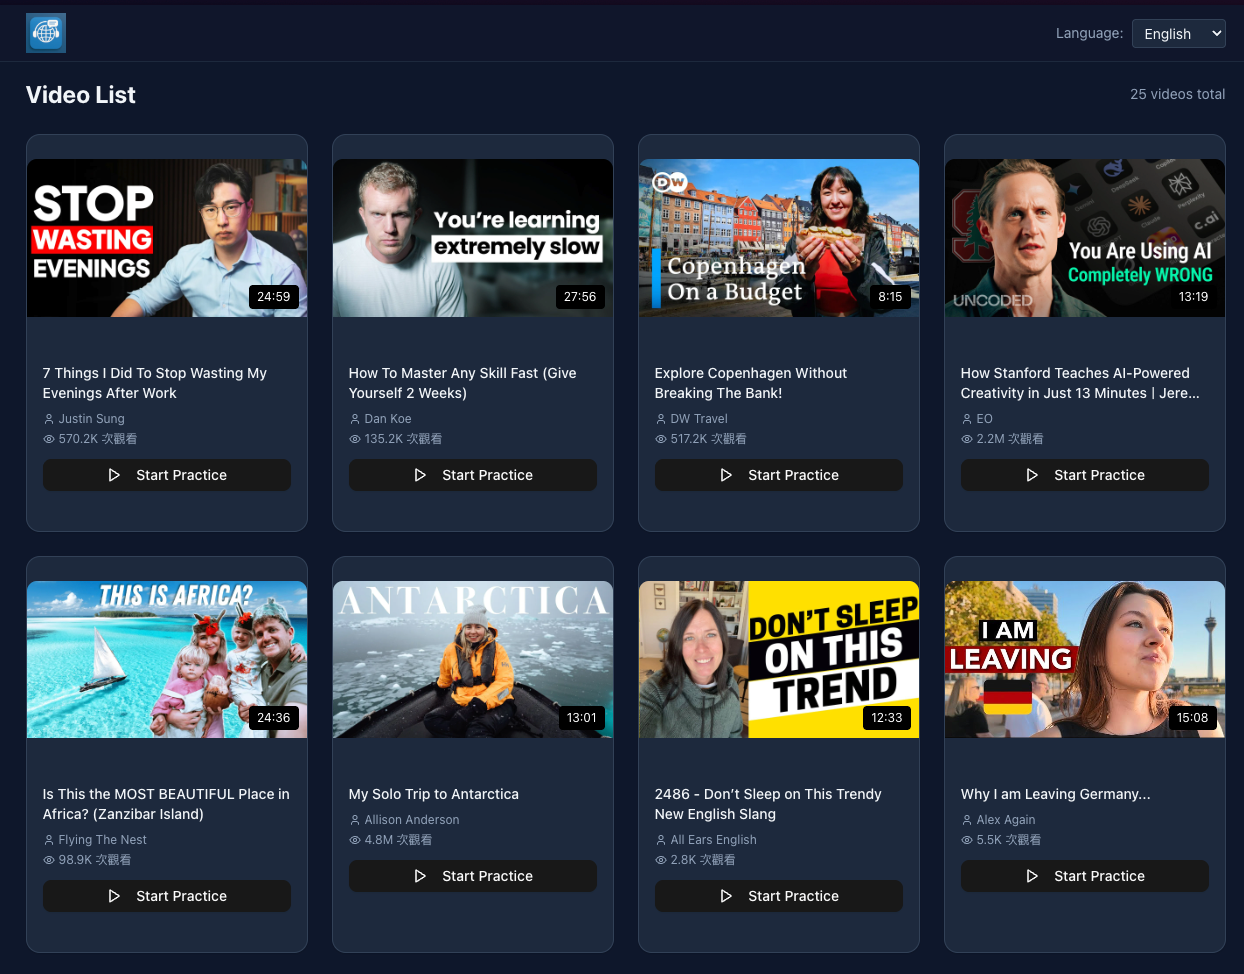 Language:
English
Video List
25 videos total
STOP
WASTING
EVENINGS
24:59
You're learning
extremely slow
27:56
DW
Copenhagen
On a Budget
8:15
DeepSeek
Perplexity
c.ai
You Are Using AI
Completely WRONG
UNCODED
13:19
7 Things I Did To Stop Wasting My
Evenings After Work
Justin Sung
570.2K 次觀看
Start Practice
How To Master Any Skill Fast (Give
Yourself 2 Weeks)
Dan Koe
135.2K 次觀看
Start Practice
Explore Copenhagen Without
Breaking The Bank!
DW Travel
517.2K 次觀看
Start Practice
How Stanford Teaches AI-Powered
Creativity in Just 13 Minutes | Jere...
EO
2.2M 次觀看
Start Practice
THIS IS AFRICA?
24:36
ANTARCTICA
13:01
DON'T SLEEP
ON THIS
TREND
12:33
I AM
LEAVING
15:08
Is This the MOST BEAUTIFUL Place in
Africa? (Zanzibar Island)
Flying The Nest
98.9K 次觀看
Start Practice
My Solo Trip to Antarctica
Allison Anderson
4.8M 次觀看
Start Practice
2486 - Don’t Sleep on This Trendy
New English Slang
All Ears English
2.8K 次觀看
Start Practice
Why I am Leaving Germany...
Alex Again
5.5K 次觀看
Start Practice